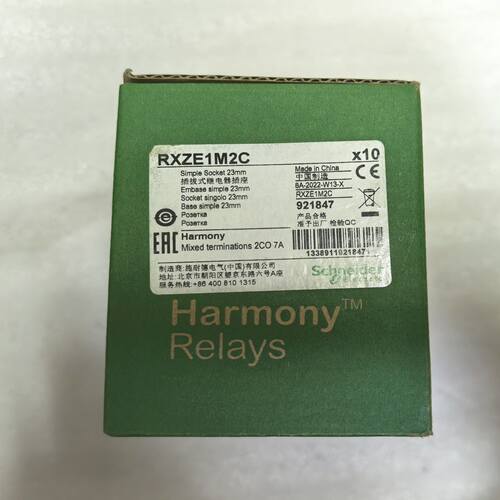 RXZE1M2C x10
Simple Socket 23mm
插拔式继电器插座
Embase simple 23mm
Socket singolo 23mm
Base simple 23mm
Розетка
Розетка
Made in China
中国制造
8A-2022-W13-X
RXZE1M2C
921847
产品合格
准予出厂 检验QC
CE
EAC
Harmony
Mixed terminations 2CO 7A
1338911921847
制造商:施耐德电气(中国)有限公司
地址:北京市朝阳区望京东路六号A座
服务热线:+86 400 810 1315
Schneider
Electric
Harmony™
Relays